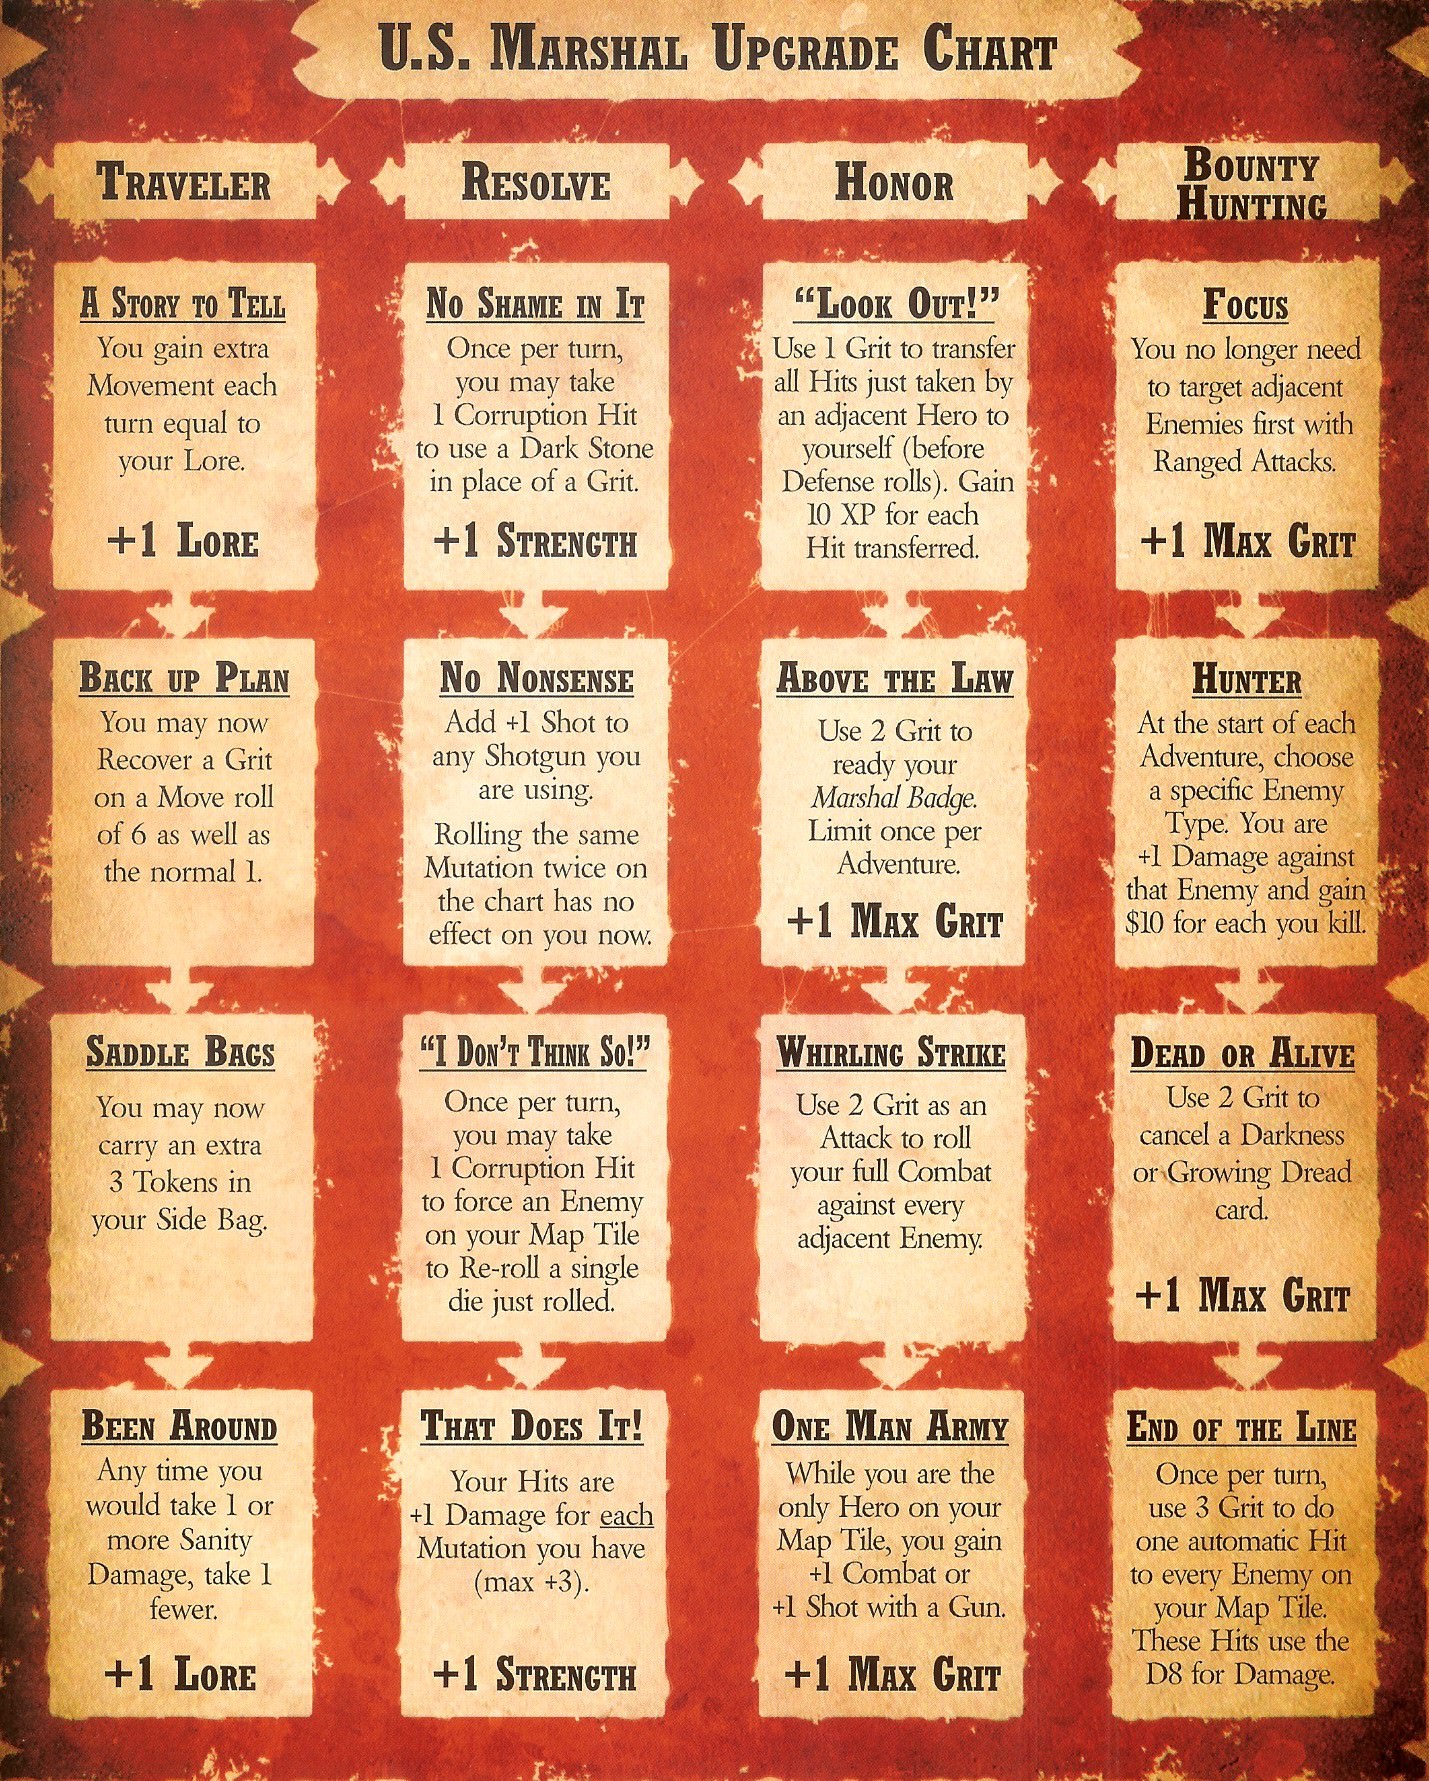 U.S. MARSHAL UPGRADE CHART
TRAVELER
A STORY TO TELL
You gain extra
Movement each
turn equal to
your Lore.
+1 LORE
BACK UP PLAN
You may now
Recover a Grit
on a Move roll
of 6 as well as
the normal 1.
SADDLE BAGS
You may now
carry an extra
3 Tokens in
your Side Bag.
BEEN AROUND
Any time you
would take 1 or
more Sanity
Damage, take 1
fewer.
+1 LORE
RESOLVE
NO SHAME IN IT
Once per turn,
you may take
1 Corruption Hit
to use a Dark Stone
in place of a Grit.
+1 STRENGTH
NO NONSENSE
Add +1 Shot to
any Shotgun you
are using.
Rolling the same
Mutation twice on
the chart has no
effect on you now.
“I DON'T THINK SO!”
Once per turn,
you may take
1 Corruption Hit
to force an Enemy
on your Map Tile
to Re-roll a single
die just rolled.
THAT DOES IT!
Your Hits are
+1 Damage for each
Mutation you have
(max +3).
+1 STRENGTH
HONOR
“LOOK OUT!”
Use 1 Grit to transfer
all Hits just taken by
an adjacent Hero to
yourself (before
Defense rolls). Gain
10 XP for each
Hit transferred.
ABOVE THE LAW
Use 2 Grit to
ready your
Marshal Badge.
Limit once per
Adventure.
+1 MAX GRIT
WHIRLING STRIKE
Use 2 Grit as an
Attack to roll
your full Combat
against every
adjacent Enemy.
ONE MAN ARMY
While you are the
only Hero on your
Map Tile, you gain
+1 Combat or
+1 Shot with a Gun.
+1 MAX GRIT
BOUNTY
HUNTING
FOCUS
You no longer need
to target adjacent
Enemies first with
Ranged Attacks.
+1 MAX GRIT
HUNTER
At the start of each
Adventure, choose
a specific Enemy
Type. You are
+1 Damage against
that Enemy and gain
$10 for each you kill.
DEAD OR ALIVE
Use 2 Grit to
cancel a Darkness
or Growing Dread
card.
+1 MAX GRIT
END OF THE LINE
Once per turn,
use 3 Grit to do
one automatic Hit
to every Enemy on
your Map Tile.
These Hits use the
D8 for Damage.